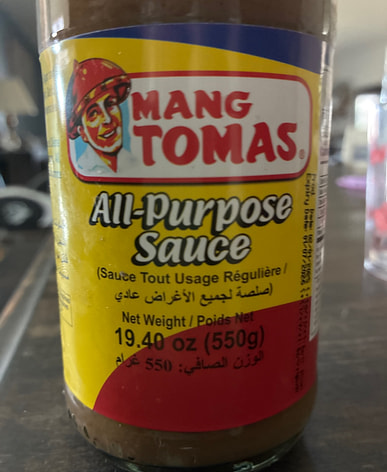 MANG
TOMAS®
All-Purpose
Sauce
(Sauce Tout Usage Régulière /
صلصة لجميع الأغراض عادي)
Net Weight / Poids Net
19.40 oz (550g)
الوزن الصافي: 550 غرام